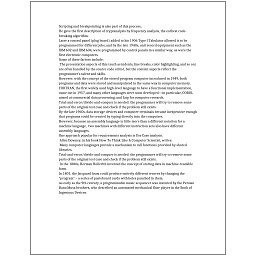 Scripting and breakpointing is also part of this process.
He gave the first description of cryptanalysis by frequency analysis, the earliest code-breaking algorithm.
Later a control panel (plug board) added to his 1906 Type I Tabulator allowed it to be
programmed for different jobs, and by the late 1940s, unit record equipment such as the
IBM 602 and IBM 604, were programmed by control panels in a similar way, as were the
first electronic computers.
Some of these factors include:
The presentation aspects of this (such as indents, line breaks, color highlighting, and so on)
are often handled by the source code editor, but the content aspects reflect the
programmer's talent and skills.
However, with the concept of the stored-program computer introduced in 1949, both
programs and data were stored and manipulated in the same way in computer memory.
FORTRAN, the first widely used high-level language to have a functional implementation,
came out in 1957 and many other languages were soon developed—in particular, COBOL
aimed at commercial data processing, and Lisp for computer research.
Trial-and-error/divide-and-conquer is needed: the programmer will try to remove some
parts of the original test case and check if the problem still exists.
By the late 1960s, data storage devices and computer terminals became inexpensive enough
that programs could be created by typing directly into the computers.
However, because an assembly language is little more than a different notation for a
machine language, two machines with different instruction sets also have different
assembly languages.
One approach popular for requirements analysis is Use Case analysis.
Allen Downey, in his book How To Think Like A Computer Scientist, writes:
Many computer languages provide a mechanism to call functions provided by shared
libraries.
Trial-and-error/divide-and-conquer is needed: the programmer will try to remove some
parts of the original test case and check if the problem still exists.
In the 1880s, Herman Hollerith invented the concept of storing data in machine-readable
form.
In 1801, the Jacquard loom could produce entirely different weaves by changing the
"program" – a series of pasteboard cards with holes punched in them.
As early as the 9th century, a programmable music sequencer was invented by the Persian
Banu Musa brothers, who described an automated mechanical flute player in the Book of
Ingenious Devices.